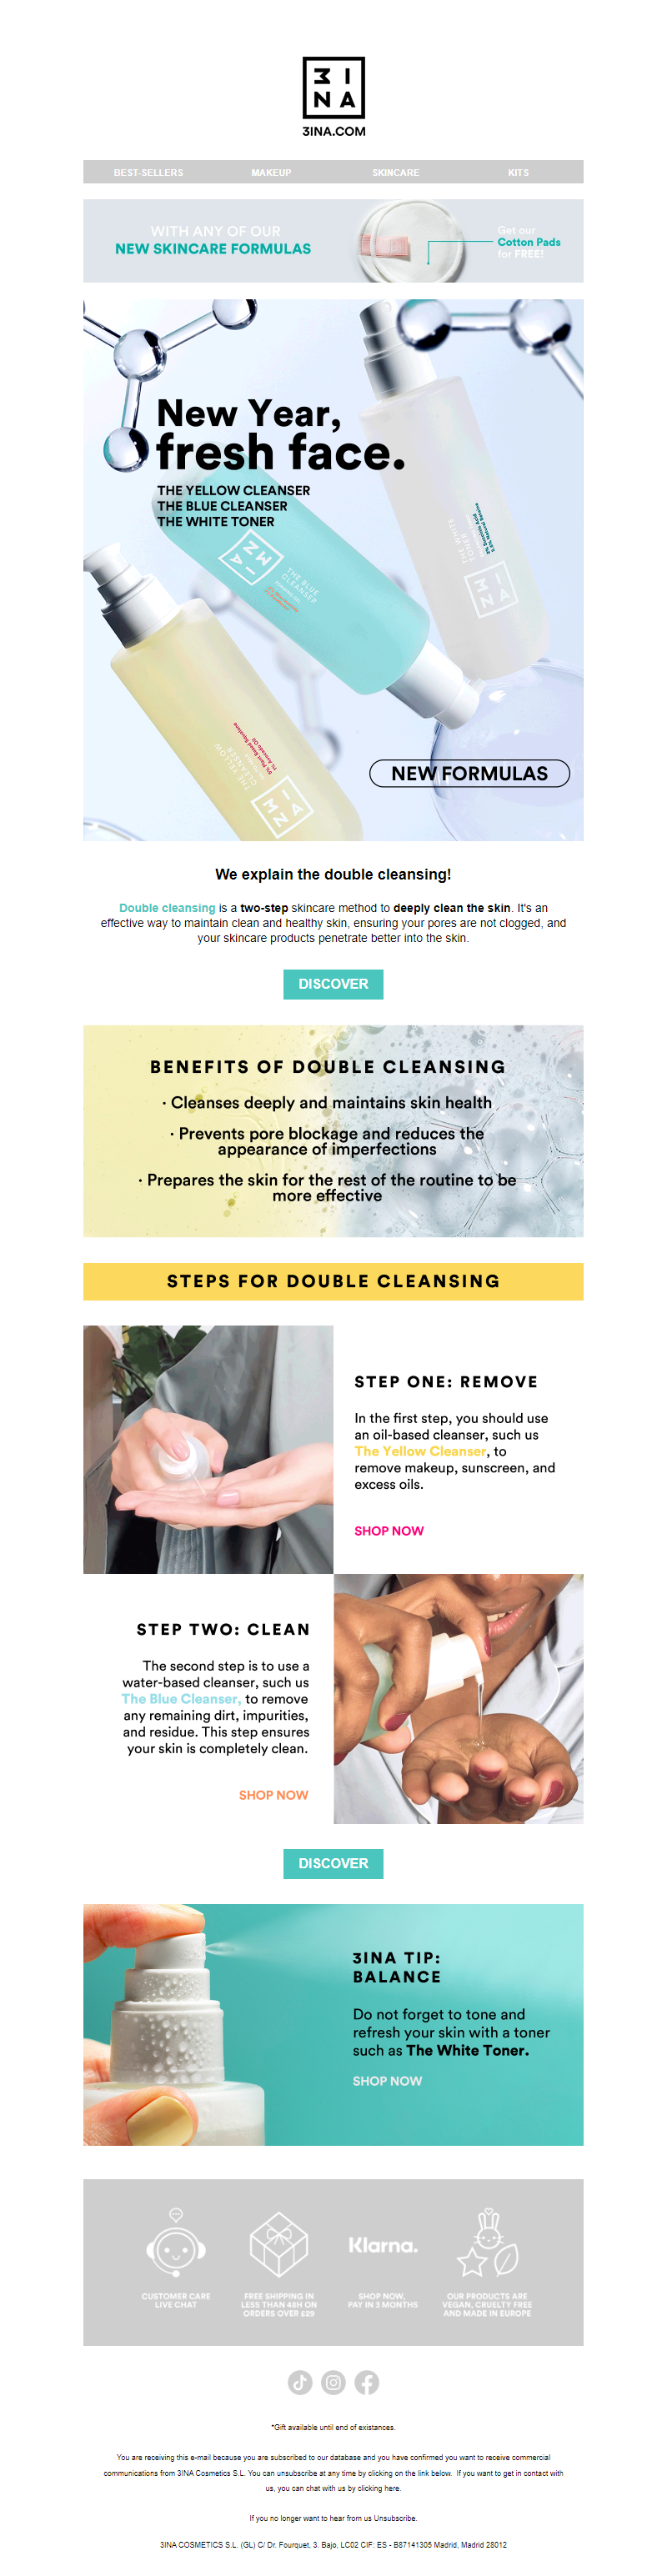 3 I
N A
3INA.COM
BEST-SELLERS MAKEUP SKINCARE KITS
WITH ANY OF OUR
NEW SKINCARE FORMULAS
Get our
Cotton Pads
for FREE!
New Year,
fresh face.
THE YELLOW CLEANSER
THE BLUE CLEANSER
THE WHITE TONER
THE WHITE
TONER
3 I
N A
THE BLUE
CLEANSER
3 I
N A
THE YELLOW
CLEANSER
3 I
N A
NEW FORMULAS
We explain the double cleansing!
Double cleansing is a two-step skincare method to deeply clean the skin. It's an
effective way to maintain clean and healthy skin, ensuring your pores are not clogged, and
your skincare products penetrate better into the skin.
DISCOVER
BENEFITS OF DOUBLE CLEANSING
· Cleanses deeply and maintains skin health
· Prevents pore blockage and reduces the
appearance of imperfections
· Prepares the skin for the rest of the routine to be
more effective
STEPS FOR DOUBLE CLEANSING
STEP ONE: REMOVE
In the first step, you should use
an oil-based cleanser, such us
The Yellow Cleanser, to
remove makeup, sunscreen, and
excess oils.
SHOP NOW
STEP TWO: CLEAN
The second step is to use a
water-based cleanser, such us
The Blue Cleanser, to remove
any remaining dirt, impurities,
and residue. This step ensures
your skin is completely clean.
SHOP NOW
DISCOVER
3INA TIP:
BALANCE
Do not forget to tone and
refresh your skin with a toner
such as The White Toner.
SHOP NOW
CUSTOMER CARE
LIVE CHAT
FREE SHIPPING IN
LESS THAN 48H ON
ORDERS OVER £29
Klarna.
SHOP NOW,
PAY IN 3 MONTHS
OUR PRODUCTS ARE
VEGAN, CRUELTY FREE
AND MADE IN EUROPE
*Gift available until end of existances.
You are receiving this e-mail because you are subscribed to our database and you have confirmed you want to receive commercial
communications from 3INA Cosmetics S.L. You can unsubscribe at any time by clicking on the link below. If you want to get in contact with
us, you can chat with us by clicking here.
If you no longer want to hear from us Unsubscribe.
3INA COSMETICS S.L. (GL) C/ Dr. Fourquet, 3. Bajo, LC02 CIF: ES - B87141305 Madrid, Madrid 28012